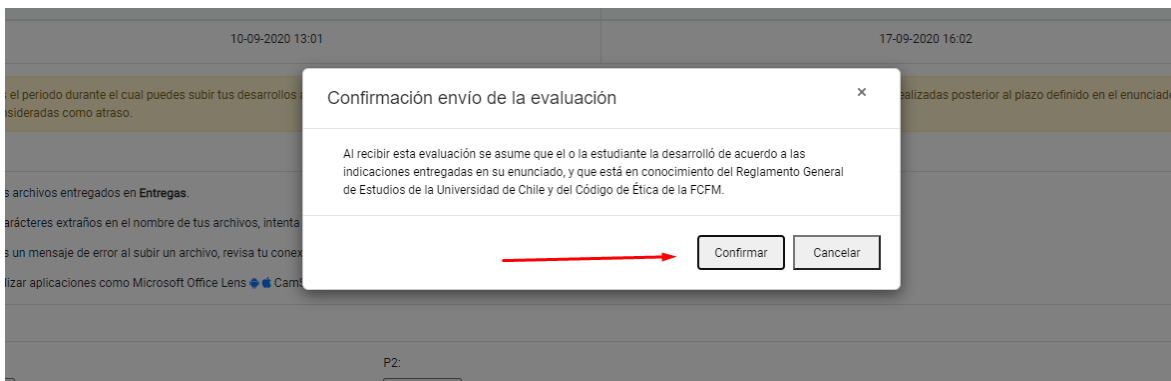 10-09-2020 13:01
17-09-2020 16:02
el periodo durante el cual puedes subir tus desarrollos
ealizadas posterior al plazo definido en el enunciado
nsideradas como atraso.
Confirmación envío de la evaluación ×
Al recibir esta evaluación se asume que el o la estudiante la desarrolló de acuerdo a las
indicaciones entregadas en su enunciado, y que está en conocimiento del Reglamento General
de Estudios de la Universidad de Chile y del Código de Ética de la FCFM.
Confirmar
Cancelar
s archivos entregados en Entregas.
arácteres extraños en el nombre de tus archivos, intenta
s un mensaje de error al subir un archivo, revisa tu conex
lizar aplicaciones como Microsoft Office Lens CamS
P2: